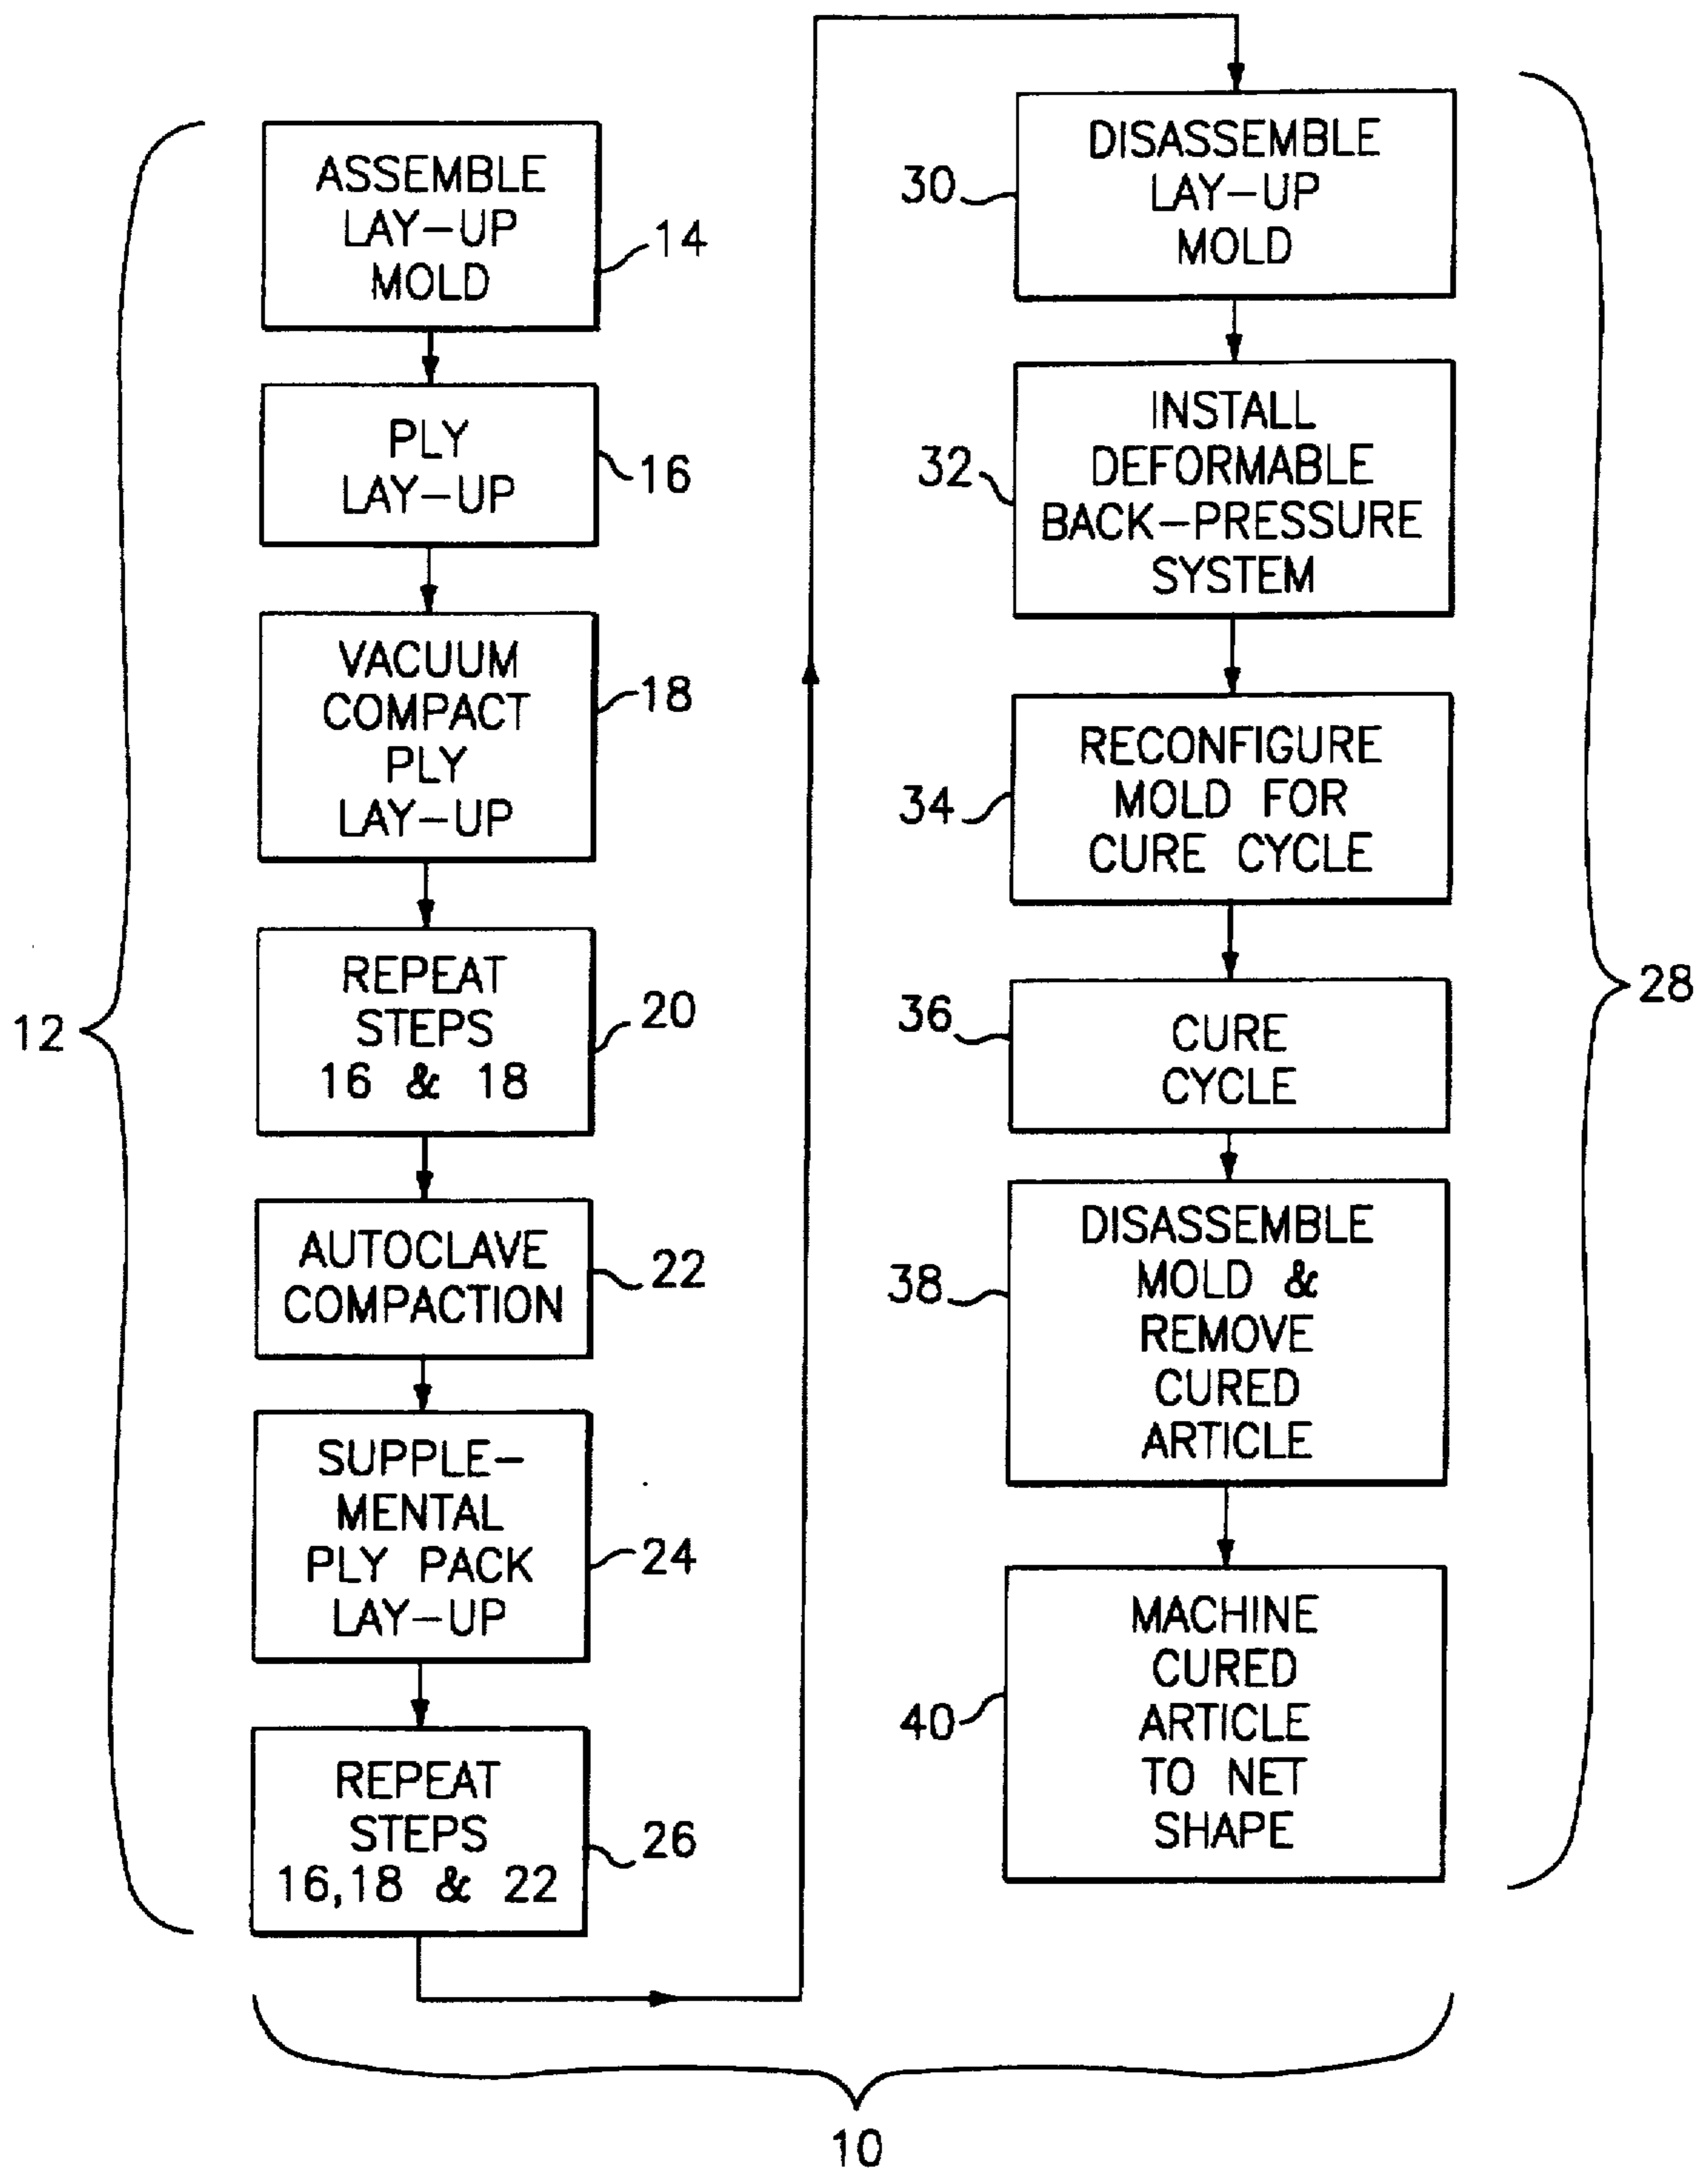 ASSEMBLE
LAY-UP
MOLD
14
PLY
LAY-UP
16
VACUUM
COMPACT
PLY
LAY-UP
18
REPEAT
STEPS
16 & 18
20
AUTOCLAVE
COMPACTION
22
SUPPLE-
MENTAL
PLY PACK
LAY-UP
24
REPEAT
STEPS
16,18 & 22
26
12
DISASSEMBLE
LAY-UP
MOLD
30
INSTALL
DEFORMABLE
BACK-PRESSURE
SYSTEM
32
RECONFIGURE
MOLD FOR
CURE CYCLE
34
CURE
CYCLE
36
DISASSEMBLE
MOLD &
REMOVE
CURED
ARTICLE
38
MACHINE
CURED
ARTICLE
TO NET
SHAPE
40
28
10